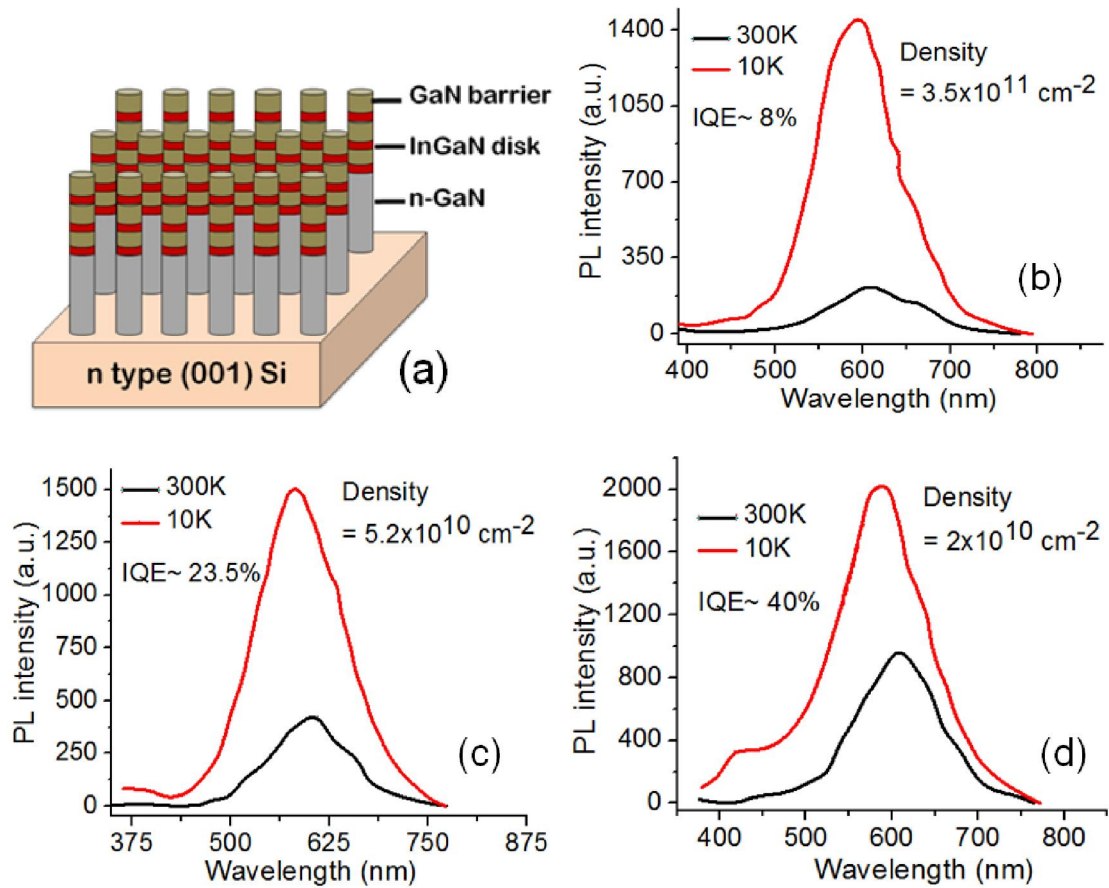 GaN barrier
InGaN disk
n-GaN
n type (001) Si
(a)
1400
1050
700
350
0
PL intensity (a.u.)
300K
10K
IQE~ 8%
Density
= 3.5x10¹¹ cm-2
(b)
400 500 600 700 800
Wavelength (nm)
1500
1250
1000
750
500
250
0
PL intensity (a.u.)
300K
10K
IQE~ 23.5%
Density
= 5.2x10¹⁰ cm-2
(c)
375 500 625 750 875
Wavelength (nm)
2000
1600
1200
800
400
0
PL intensity (a.u.)
300K
10K
IQE~ 40%
Density
= 2x10¹⁰ cm-2
(d)
400 500 600 700 800
Wavelength (nm)